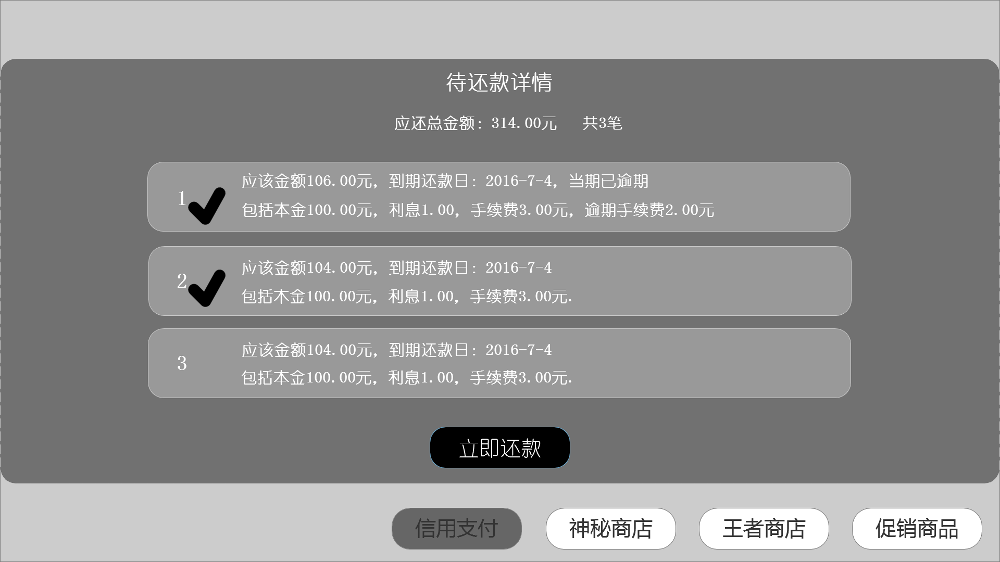 待还款详情
应还总金额：314.00元 共3笔
1
应该金额106.00元，到期还款日：2016-7-4，当期已逾期
包括本金100.00元，利息1.00，手续费3.00元，逾期手续费2.00元
2
应该金额104.00元，到期还款日：2016-7-4
包括本金100.00元，利息1.00，手续费3.00元.
3
应该金额104.00元，到期还款日：2016-7-4
包括本金100.00元，利息1.00，手续费3.00元.
立即还款
信用支付 神秘商店 王者商店 促销商品